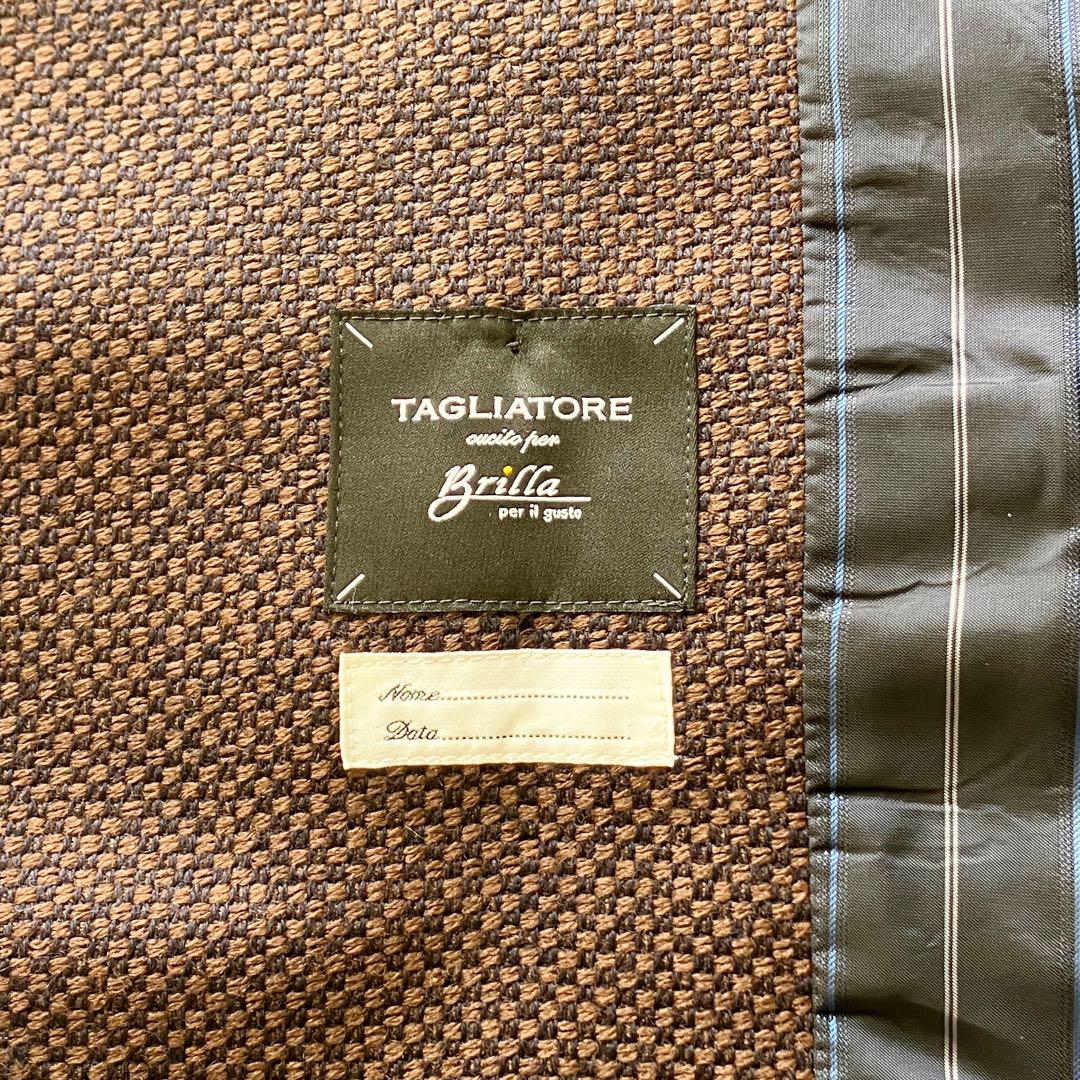 TAGLIATORE
cucito per
Brilla
per il gusto
Nome
Data